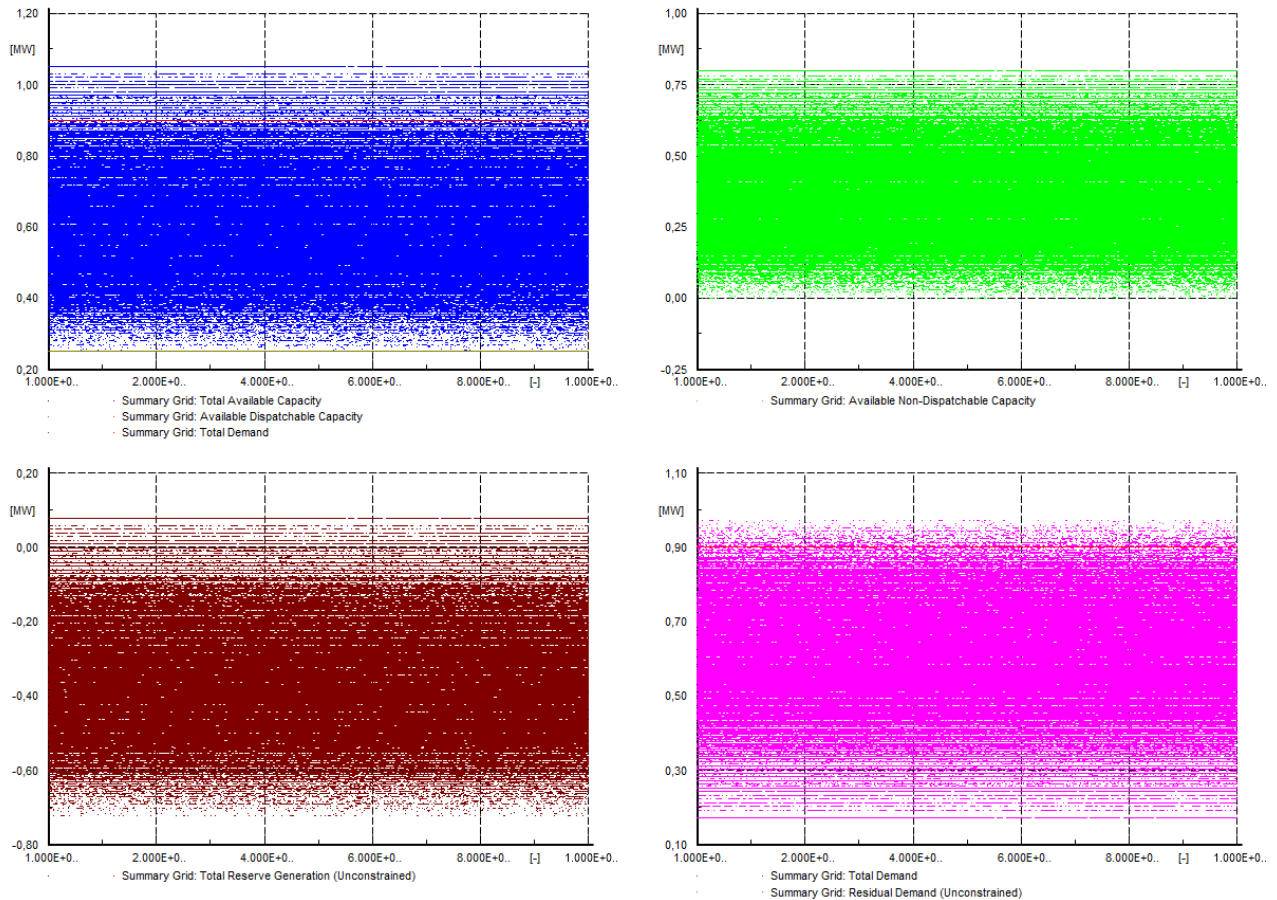 1,20
[MW]
1,00
0,80
0,60
0,40
0,20
1.000E+0.. 2.000E+0.. 4.000E+0.. 6.000E+0.. 8.000E+0.. [-] 1.000E+0..
Summary Grid: Total Available Capacity
Summary Grid: Available Dispatchable Capacity
Summary Grid: Total Demand
1,00
[MW]
0,75
0,50
0,25
0,00
-0,25
1.000E+0.. 2.000E+0.. 4.000E+0.. 6.000E+0.. 8.000E+0.. [-] 1.000E+0..
Summary Grid: Available Non-Dispatchable Capacity
0,20
[MW]
0,00
-0,20
-0,40
-0,60
-0,80
1.000E+0.. 2.000E+0.. 4.000E+0.. 6.000E+0.. 8.000E+0.. [-] 1.000E+0..
Summary Grid: Total Reserve Generation (Unconstrained)
1,10
[MW]
0,90
0,70
0,50
0,30
0,10
1.000E+0.. 2.000E+0.. 4.000E+0.. 6.000E+0.. 8.000E+0.. [-] 1.000E+0..
Summary Grid: Total Demand
Summary Grid: Residual Demand (Unconstrained)